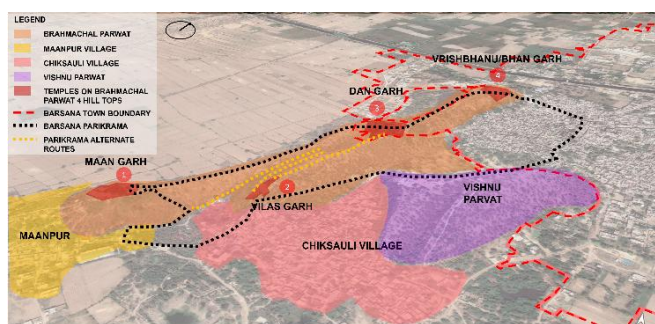 LEGEND
BRAHMACHAL PARWAT
MAANPUR VILLAGE
CHIKSAULI VILLAGE
VISHNU PARWAT
TEMPLES ON BRAHMACHAL
PARWAT 4 HILL TOPS
BARSANA TOWN BOUNDARY
BARSANA PARIKRAMA
PARIKRAMA ALTERNATE
ROUTES
VRISHBHANU/BHAN GARH
4
DAN GARH
3
MAAN GARH
1
2
VILAS GARH
VISHNU
PARVAT
MAANPUR
CHIKSAULI VILLAGE